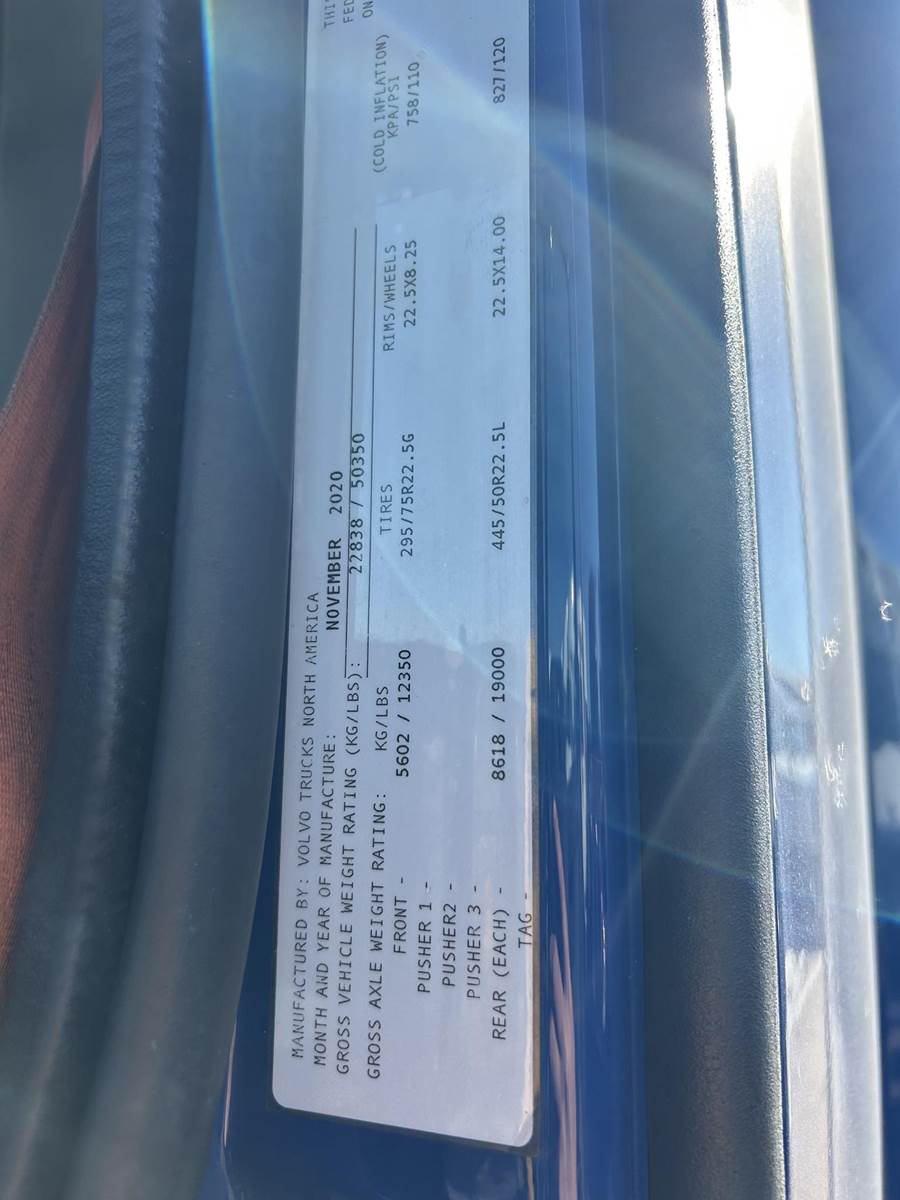 MANUFACTURED BY: VOLVO TRUCKS NORTH AMERICA
MONTH AND YEAR OF MANUFACTURE: NOVEMBER 2020
GROSS VEHICLE WEIGHT RATING (KG/LBS): 22838 / 50350
GROSS AXLE WEIGHT RATING: KG/LBS TIRES RIMS/WHEELS (COLD INFLATION) KPA/PSI
FRONT - 5602 / 12350 295/75R22.5G 22.5X8.25 758/110
PUSHER 1 -
PUSHER2 -
PUSHER 3 -
REAR (EACH) - 8618 / 19000 445/50R22.5L 22.5X14.00 827/120
TAG -
THI
FED
ON